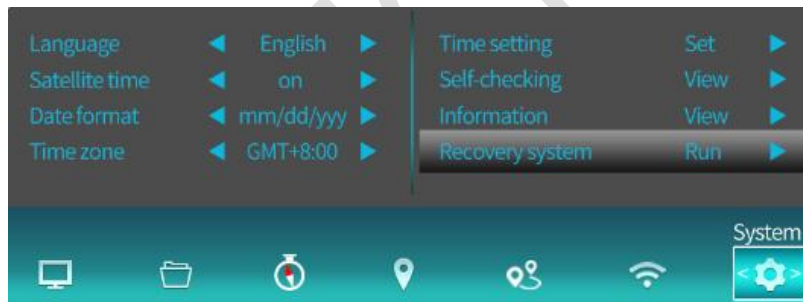 Language English
Satellite time on
Date format mm/dd/yyy
Time zone GMT+8:00
Time setting Set
Self-checking View
Information View
Recovery system Run
System